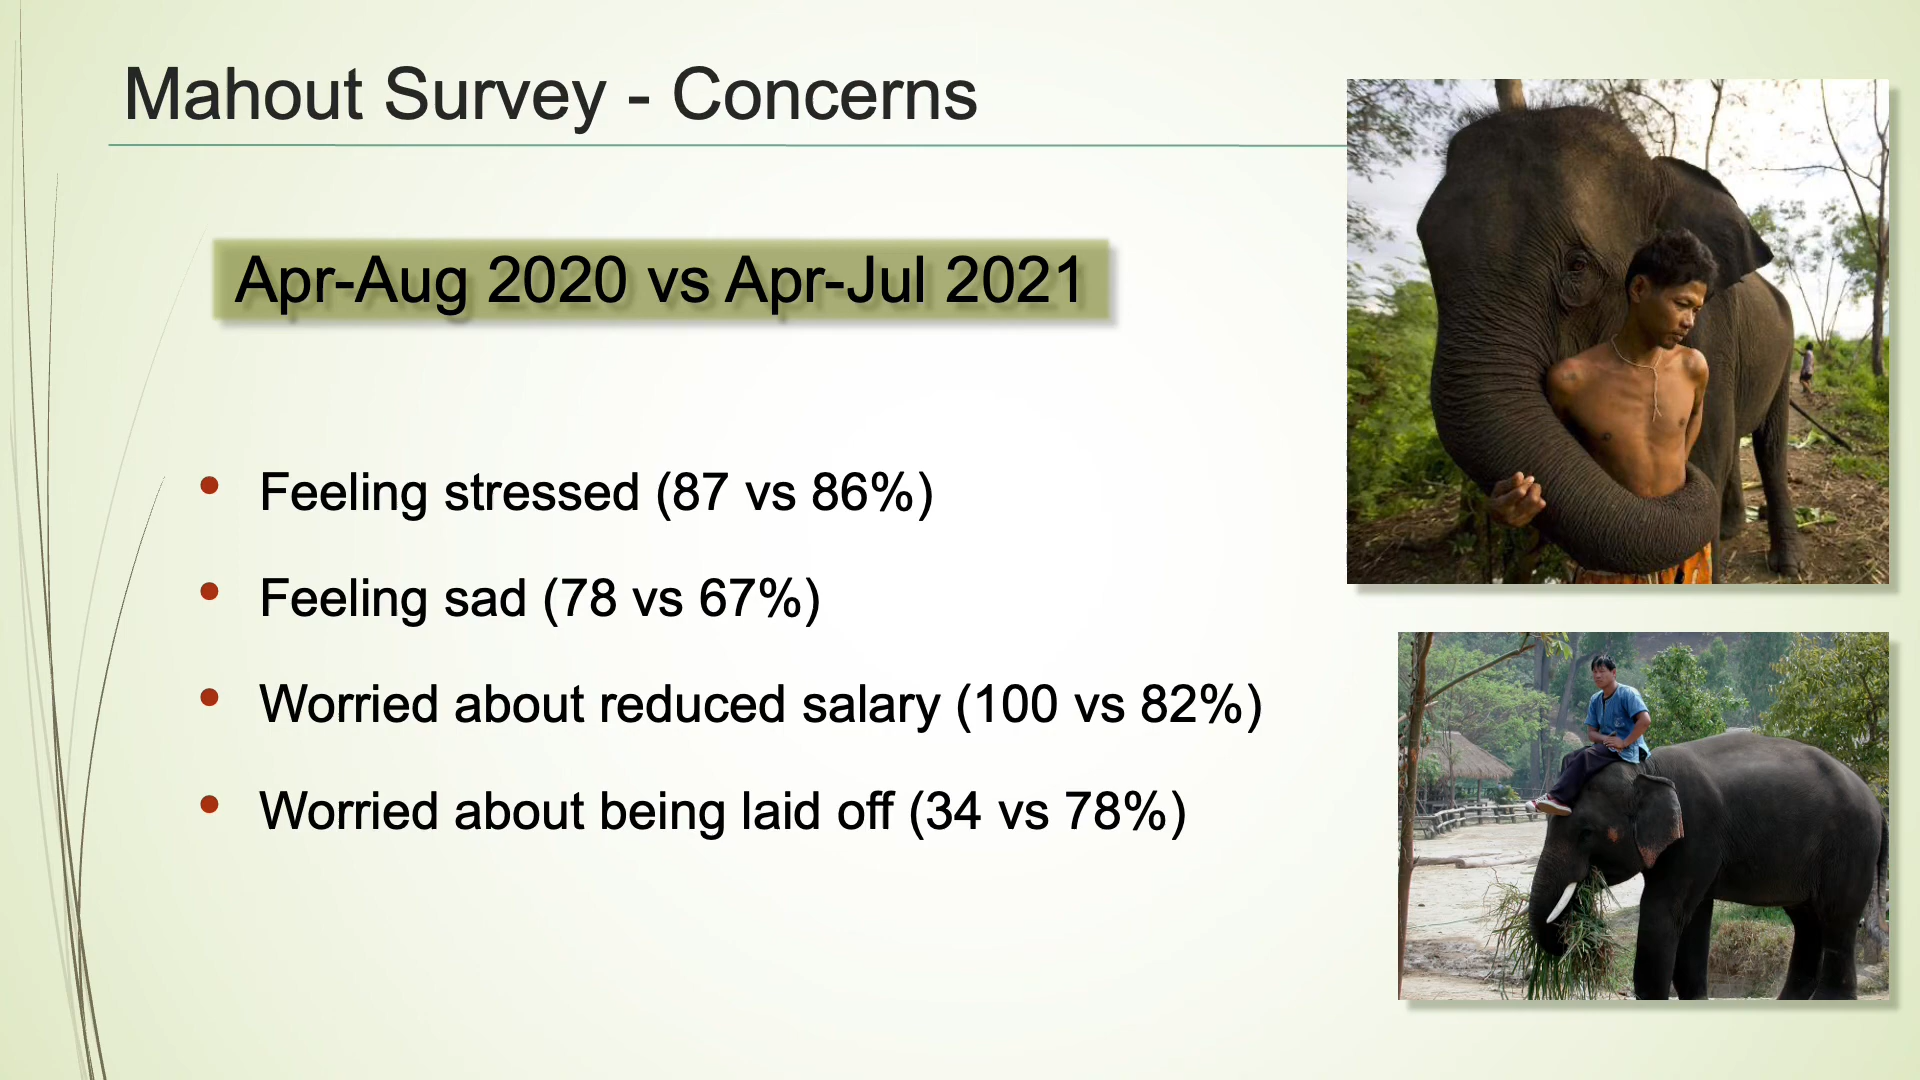 Mahout Survey - Concerns
Apr-Aug 2020 vs Apr-Jul 2021
• Feeling stressed (87 vs 86%)
• Feeling sad (78 vs 67%)
• Worried about reduced salary (100 vs 82%)
• Worried about being laid off (34 vs 78%)